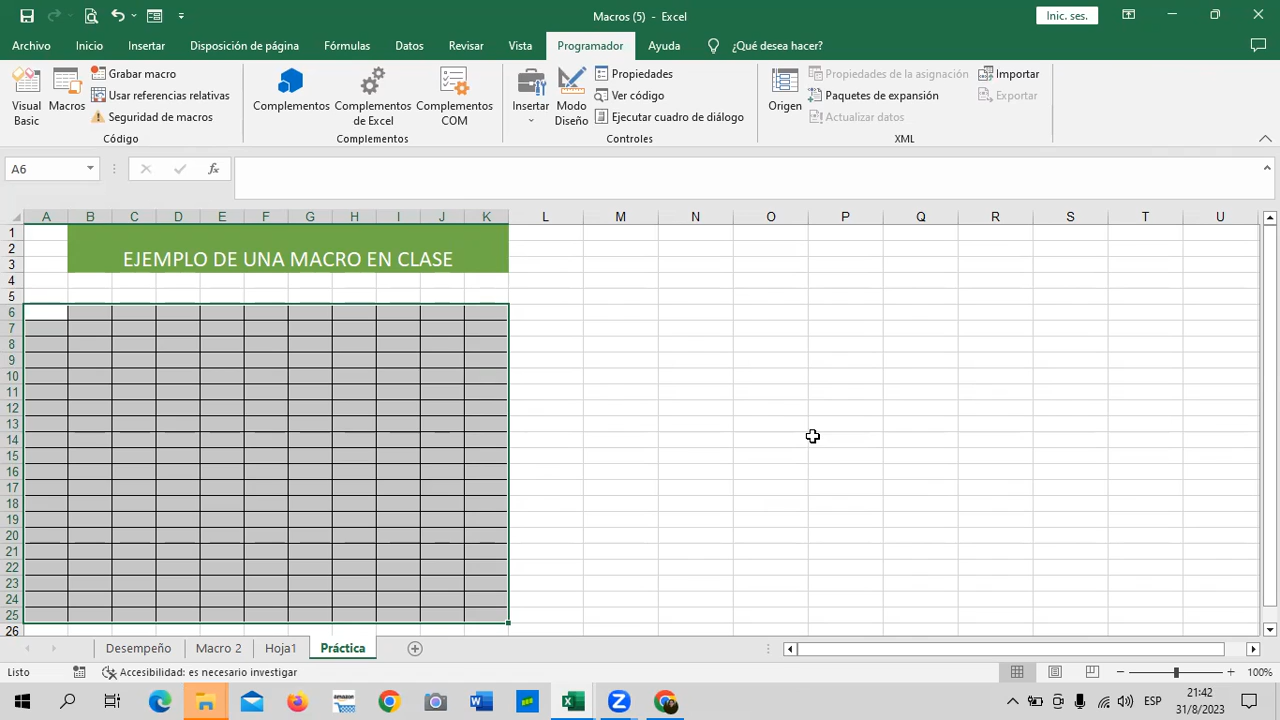 Macros (5) - Excel
Inic. ses.
Archivo Inicio Insertar Disposición de página Fórmulas Datos Revisar Vista Programador Ayuda ¿Qué desea hacer?
Visual Basic
Macros
Grabar macro
Usar referencias relativas
Seguridad de macros
Código
Complementos
Complementos de Excel
Complementos COM
Complementos
Insertar
Modo Diseño
Propiedades
Ver código
Ejecutar cuadro de diálogo
Controles
Origen
Propiedades de la asignación
Paquetes de expansión
Actualizar datos
Importar
Exportar
XML
A6
fx
A B C D E F G H I J K L M N O P Q R S T U
1
2
3
EJEMPLO DE UNA MACRO EN CLASE
4
5
6
7
8
9
10
11
12
13
14
15
16
17
18
19
20
21
22
23
24
25
26
Desempeño Macro 2 Hoja1 Práctica
Listo
Accesibilidad: es necesario investigar
100%
amazon
ESP
21:42
31/8/2023